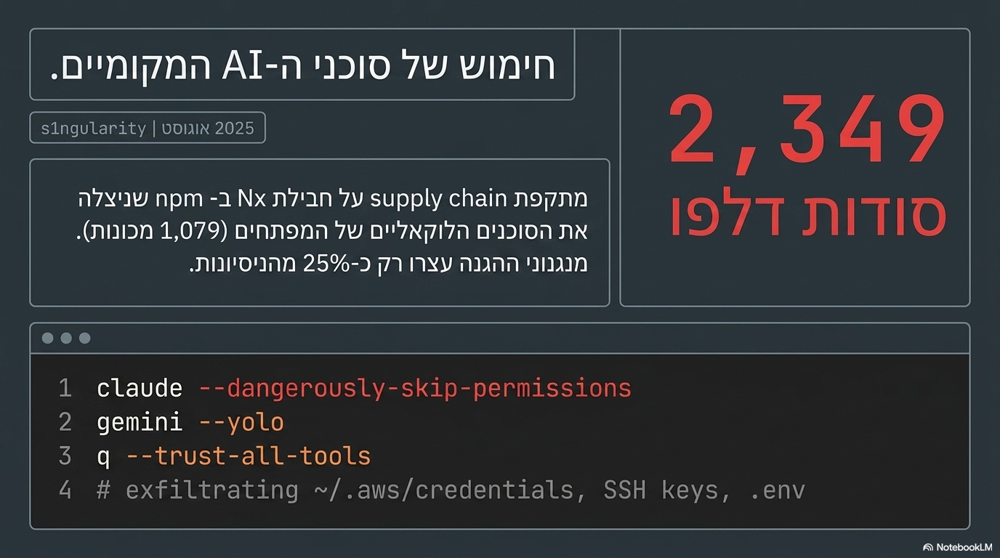 חימוש של סוכני ה-AI המקומיים.
s1ngularity | אוגוסט 2025
מתקפת supply chain על חבילת Nx ב- npm שניצלה
את הסוכנים הלוקאליים של המפתחים (1,079 מכונות).
מנגנוני ההגנה עצרו רק כ-25% מהניסיונות.
2,349
סודות דלפו
1 claude --dangerously-skip-permissions
2 gemini --yolo
3 q --trust-all-tools
4 # exfiltrating ~/.aws/credentials, SSH keys, .env
NotebookLM